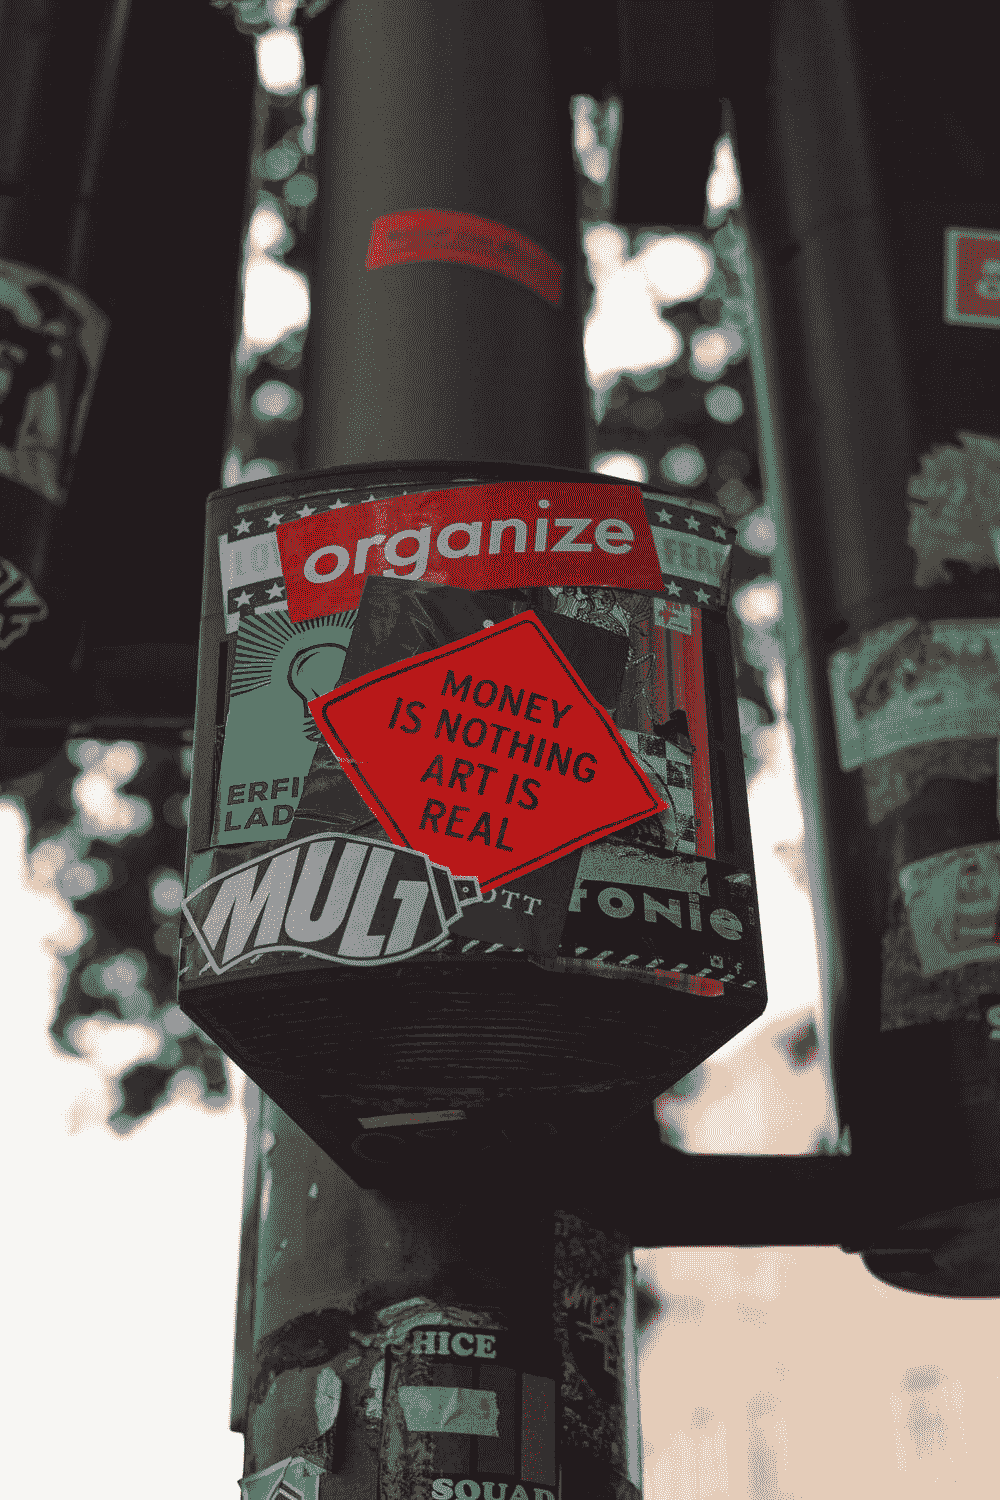 organize
MONEY
IS NOTHING
ART IS
REAL
ERFI
LAD
MULT
OTT
fonie
HICE
SQUAD